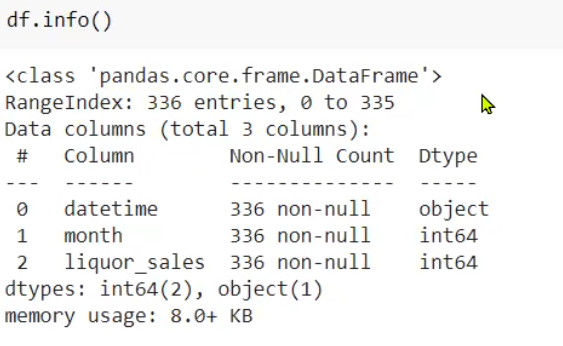 df.info()
<class 'pandas.core.frame.DataFrame'>
RangeIndex: 336 entries, 0 to 335
Data columns (total 3 columns):
 #   Column        Non-Null Count  Dtype
---  ------        --------------  -----
 0   datetime      336 non-null    object
 1   month         336 non-null    int64
 2   liquor_sales  336 non-null    int64
dtypes: int64(2), object(1)
memory usage: 8.0+ KB